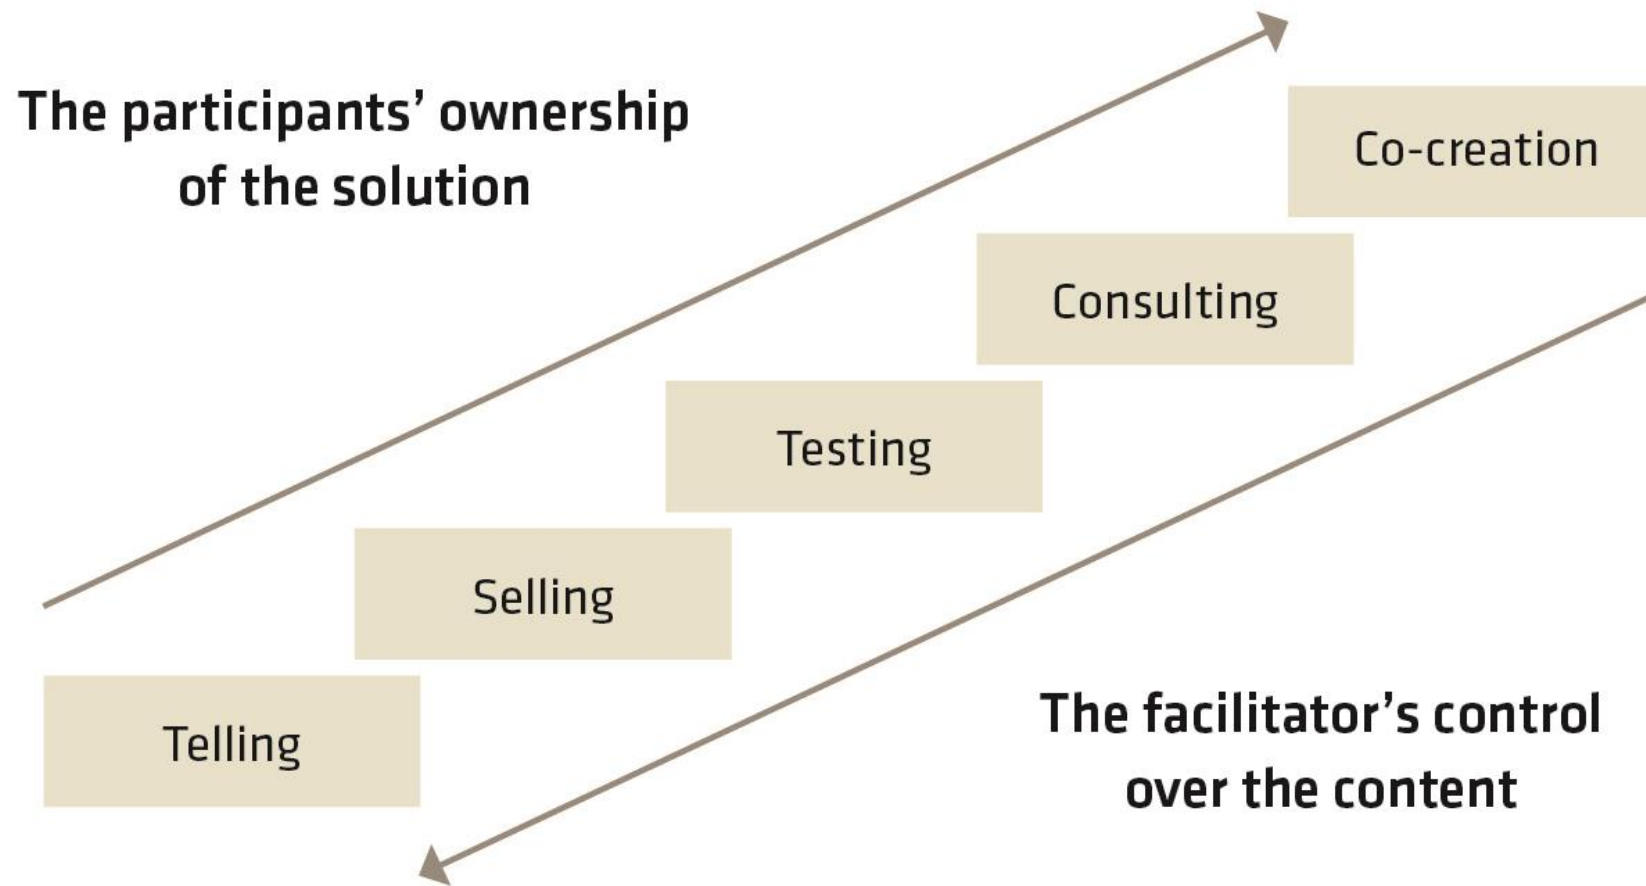 The participants’ ownership
of the solution
Co-creation
Consulting
Testing
Selling
Telling
The facilitator’s control
over the content